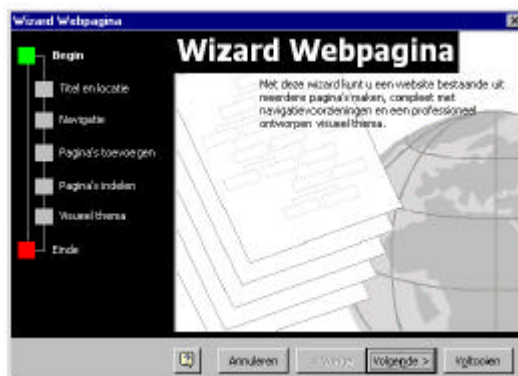 Wizard Webpagina
Wizard Webpagina
Begin
Titel en locatie
Navigatie
Pagina's toevoegen
Pagina's indelen
Visueel thema
Einde
Met deze wizard kunt u een website bestaande uit
meerdere pagina's maken, compleet met
navigatievoorzieningen en een professioneel
ontworpen visueel thema.
Annuleren
< Vorige
Volgende >
Voltooien